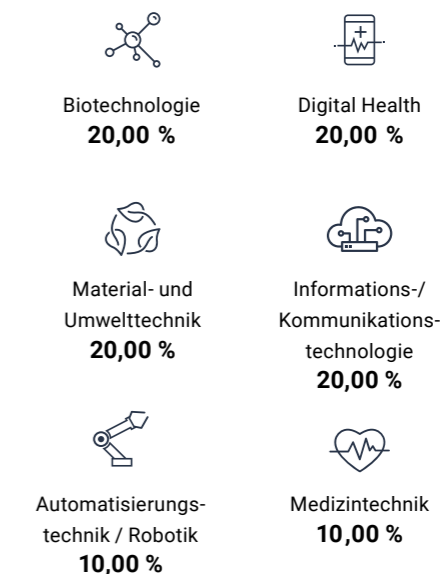 Biotechnologie
20,00 %
Digital Health
20,00 %
Material- und
Umwelttechnik
20,00 %
Informations-/
Kommunikations-
technologie
20,00 %
Automatisierungs-
technik / Robotik
10,00 %
Medizintechnik
10,00 %